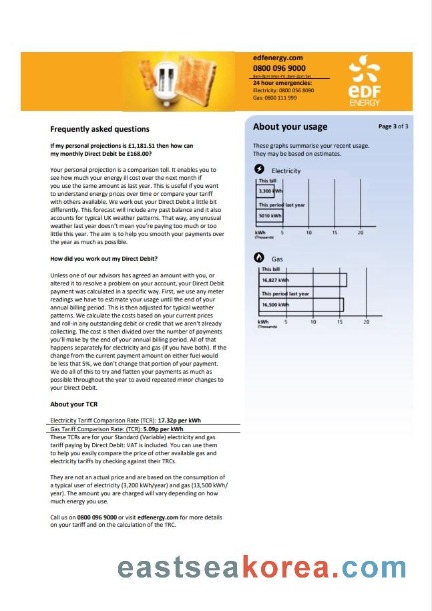 edfenergy.com
0800 096 9000
24 hour emergencies:
Electricity: 0800 056 8090
Gas: 0800 111 999
eDF
ENERGY
Frequently asked questions
If my personal projections is £1,181.51 then how can
my monthly Direct Debit be £168.00?
Your personal projection is a comparison toll. It enables you to
see how much your energy ill cost over the next month if
you use the same amount as last year. This is useful if you want
to understand energy prices over time or compare your tariff
with others available. We work out your Direct Debit a little bit
differently. This forecast will include any past balance and it also
accounts for typical UK weather patterns. That way, any unusual
weather last year doesn't mean you're paying too much or too
little this year. The aim is to help you smooth your payments over
the year as much as possible.
How did you work out my Direct Debit?
Unless one of our advisors has agreed an amount with you, or
altered it to resolve a problem on your account, your Direct Debit
payment was calculated in a specific way. First, we use any meter
readings we have to estimate your usage until the end of your
annual billing period. This is then adjusted for typical weather
patterns. We calculate the costs based on your current prices
and roll-in any outstanding debt or credit that we aren't already
collecting. The cost is then divided over the number of payments
you'll make by the end of your annual billing period. All of that
happens separately for electricity and gas (if you have both). If the
change from the current payment amount on either fuel would
be less that 5%, we don't change that portion of your payment.
We do all of this to try and flatten your payments as much as
possible throughout the year to avoid repeated minor changes to
your Direct Debit.
About your TCR
Electricity Tariff Comparison Rate (TCR): 17.32p per kWh
Gas Tariff Comparison Rate: (TCR): 5.09p per kWh
These TCRs are for your Standard (Variable) electricity and gas
tariff paying by Direct Debit: VAT is included. You can use them
to help you easily compare the price of other available gas and
electricity tariffs by checking against their TRCs.
They are not an actual price and are based on the consumption of
a typical user of electricity (3,200 kWh/year) and gas (13,500 kWh/
year). The amount you are charged will vary depending on how
much energy you use.
Call us on 0800 096 9000 or visit edfenergy.com for more details
on your tariff and on the calculation of the TRC.
About your usage
Page 3 of 3
These graphs summarise your recent usage.
They may be based on estimates.
Electricity
This bill
3,300 kWh
This period last year
5010 kWh
kWh 5 10 15 20
(Thousands)
Gas
This bill
16,827 kWh
This period last year
16,500 kWh
kWh 5 10 15 20
(Thousands)
eastseakorea.com